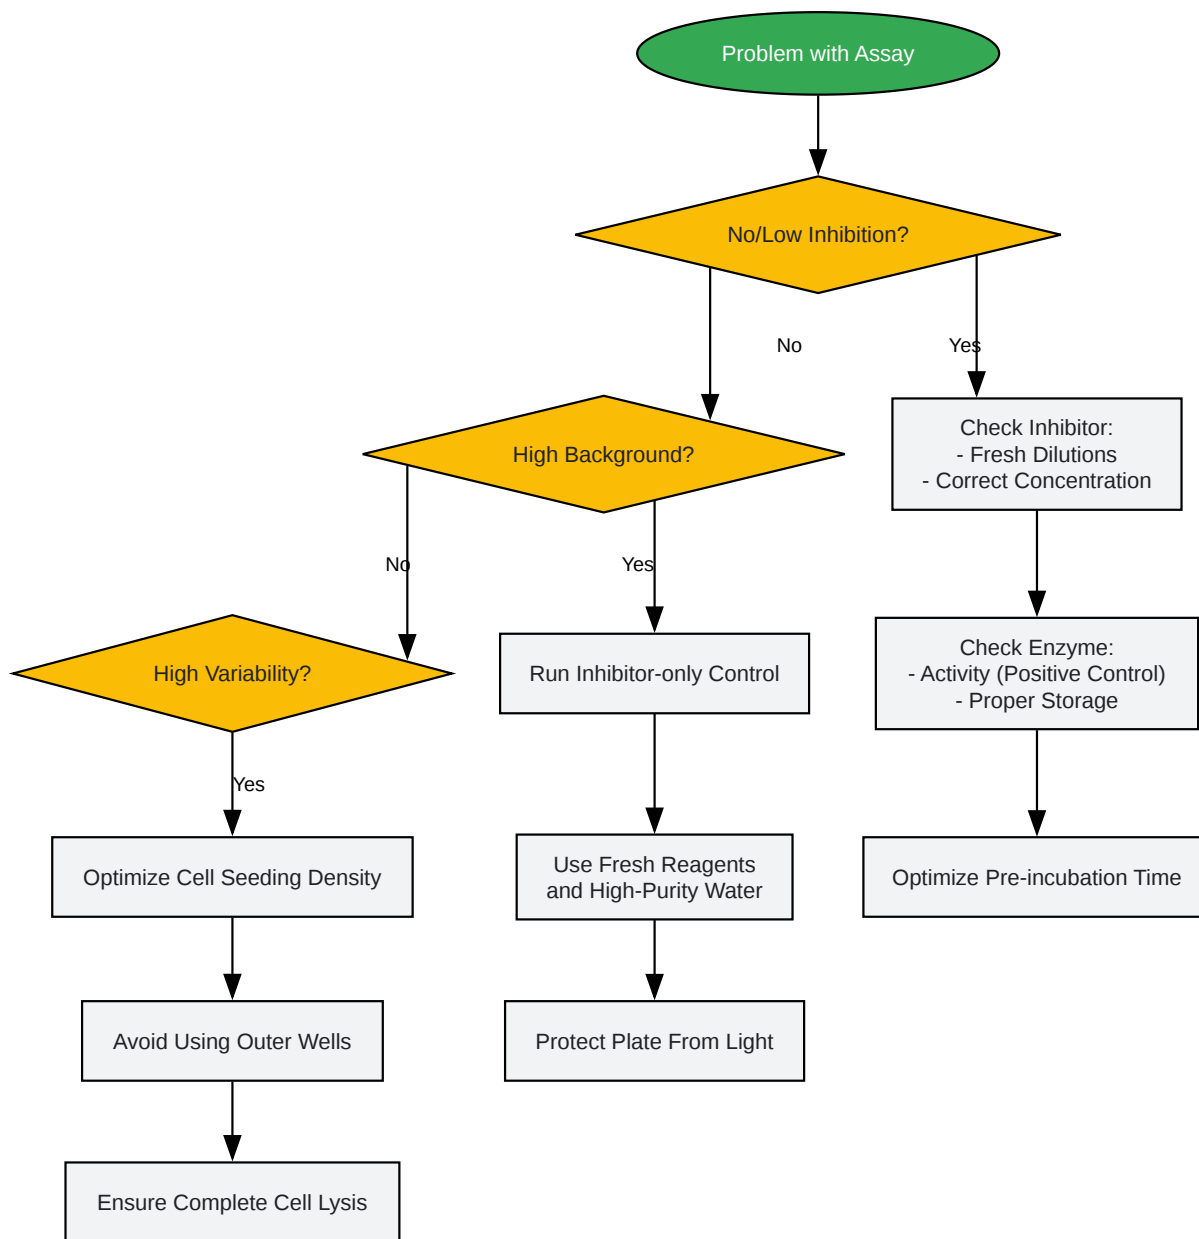 Problem with Assay
No/Low Inhibition?
No
Yes
High Background?
Check Inhibitor:
- Fresh Dilutions
- Correct Concentration
No
Yes
High Variability?
Run Inhibitor-only Control
Check Enzyme:
- Activity (Positive Control)
- Proper Storage
Yes
Optimize Cell Seeding Density
Use Fresh Reagents
and High-Purity Water
Optimize Pre-incubation Time
Avoid Using Outer Wells
Protect Plate From Light
Ensure Complete Cell Lysis